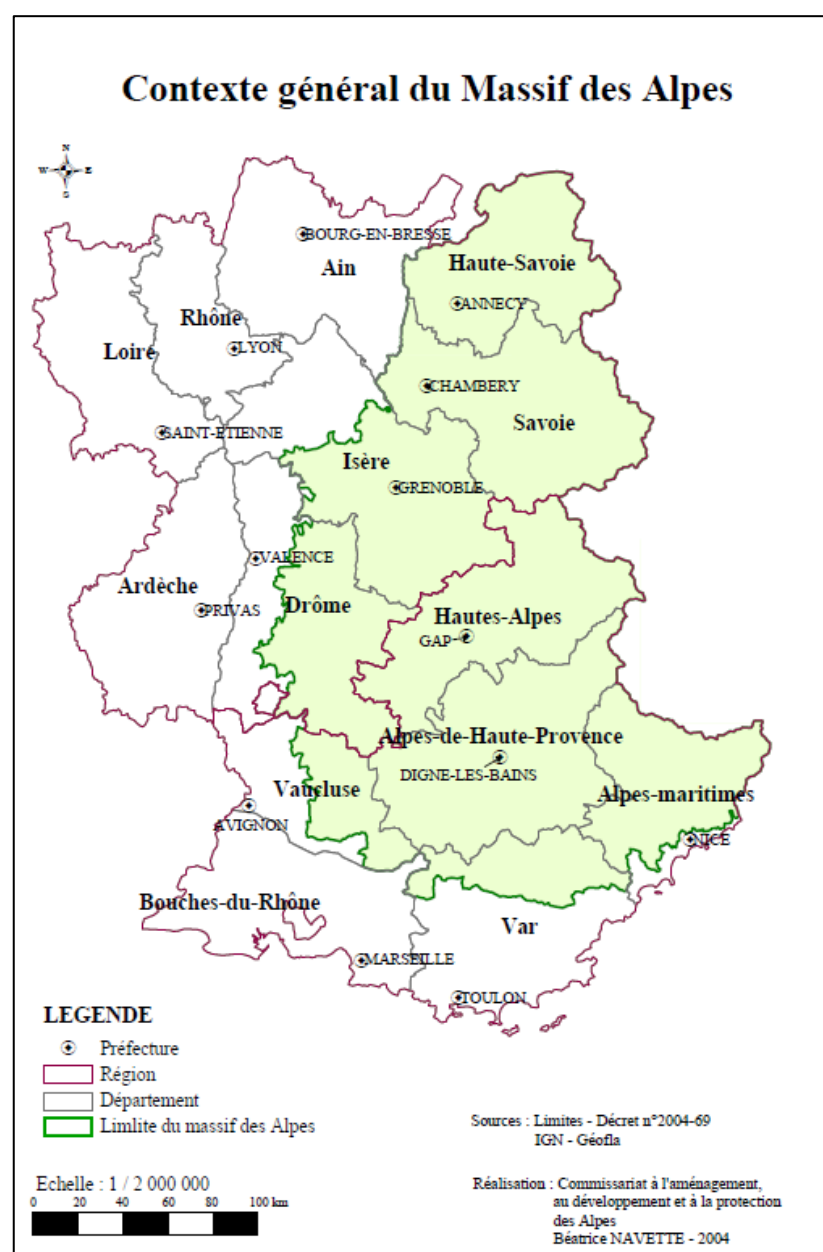 Contexte général du Massif des Alpes
N
W E
S
BOURG-EN-BRESSE
Ain
Haute-Savoie
ANNECY
Rhône
Loire
LYON
CHAMBERY
Savoie
SAINT-ETIENNE
Isère
GRENOBLE
VALENCE
Ardèche
PRIVAS
Drôme
Hautes-Alpes
GAP
Alpes-de-Haute-Provence
DIGNE-LES-BAINS
Vaucluse
Alpes-maritimes
AVIGNON
NICE
Bouches-du-Rhône
Var
MARSEILLE
TOULON
LEGENDE
Préfecture
Région
Département
Limlite du massif des Alpes
Sources : Limites - Décret n°2004-69
IGN - Géofla
Echelle : 1 / 2 000 000
0 20 40 60 80 100 km
Réalisation : Commissariat à l'aménagement,
au développement et à la protection
des Alpes
Béatrice NAVETTE - 2004